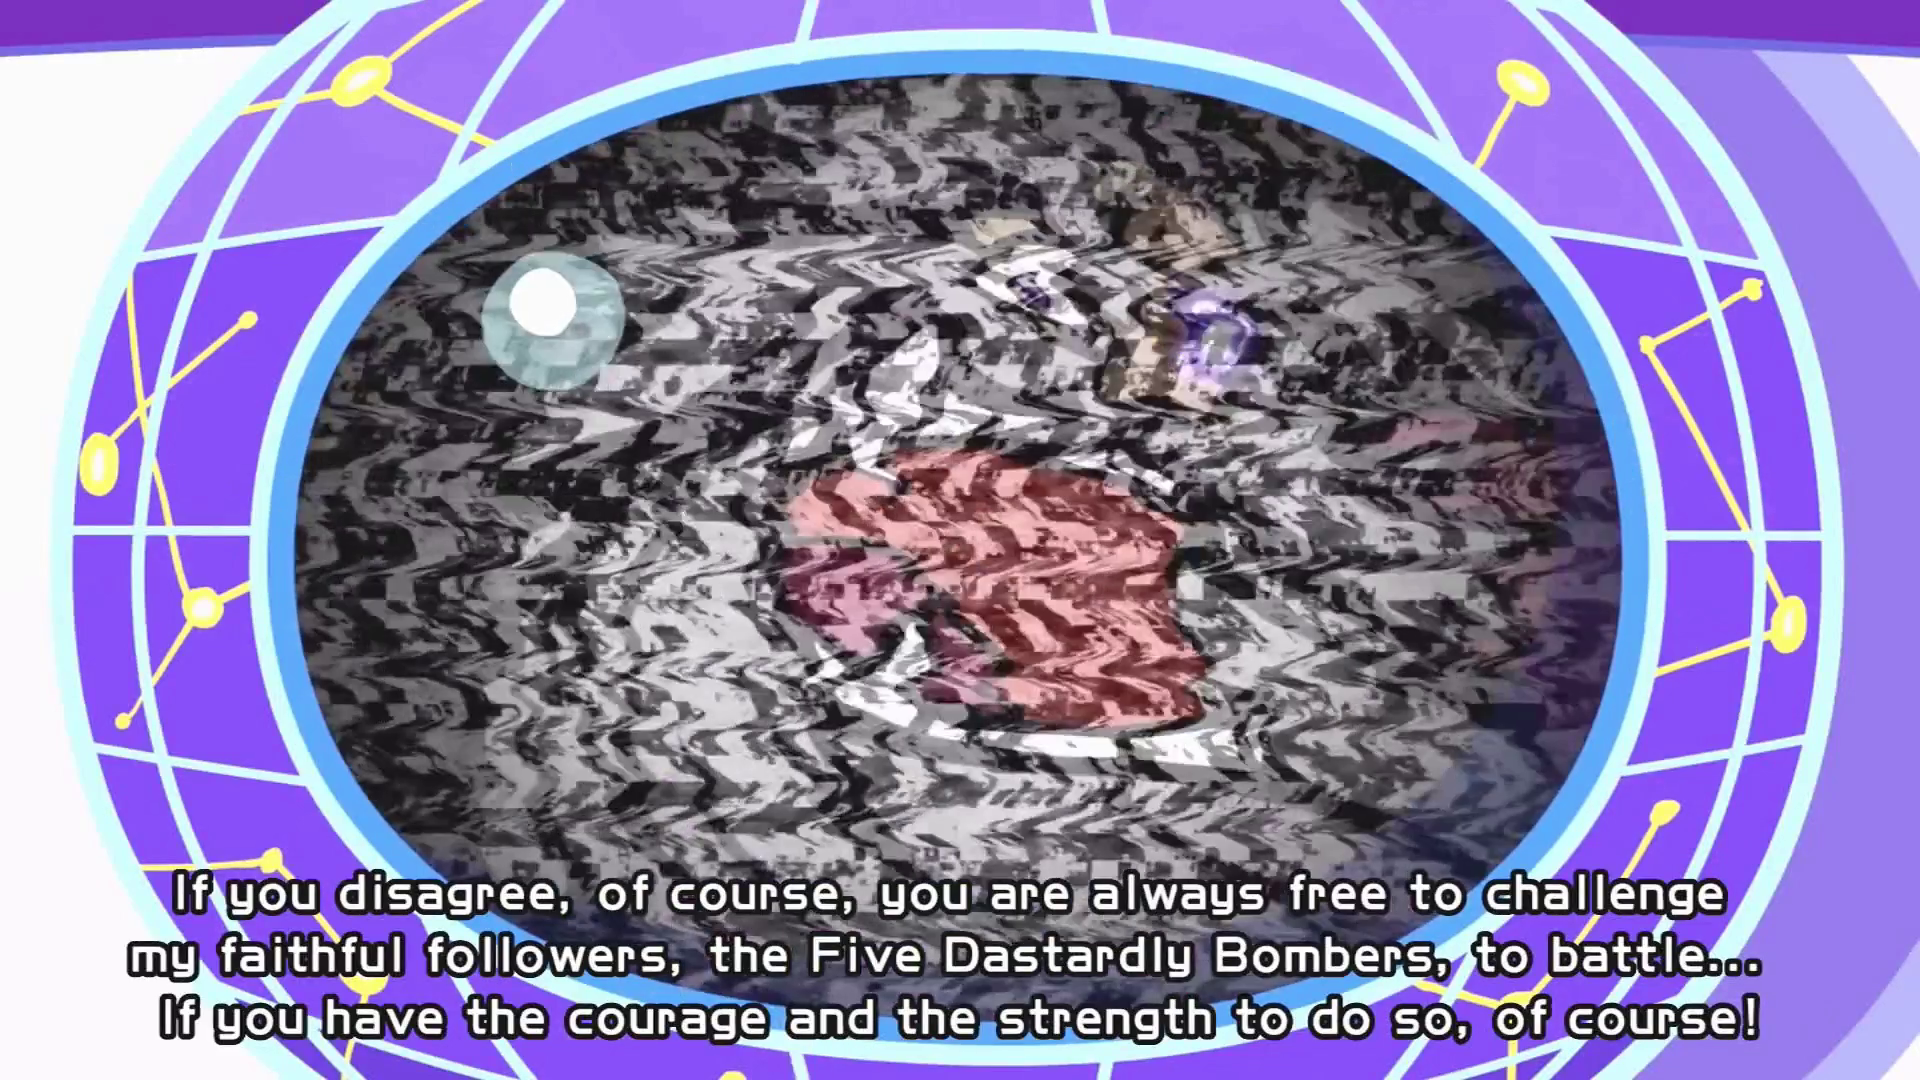 If you disagree, of course, you are always free to challenge
my faithful followers, the Five Dastardly Bombers, to battle...
If you have the courage and the strength to do so, of course!